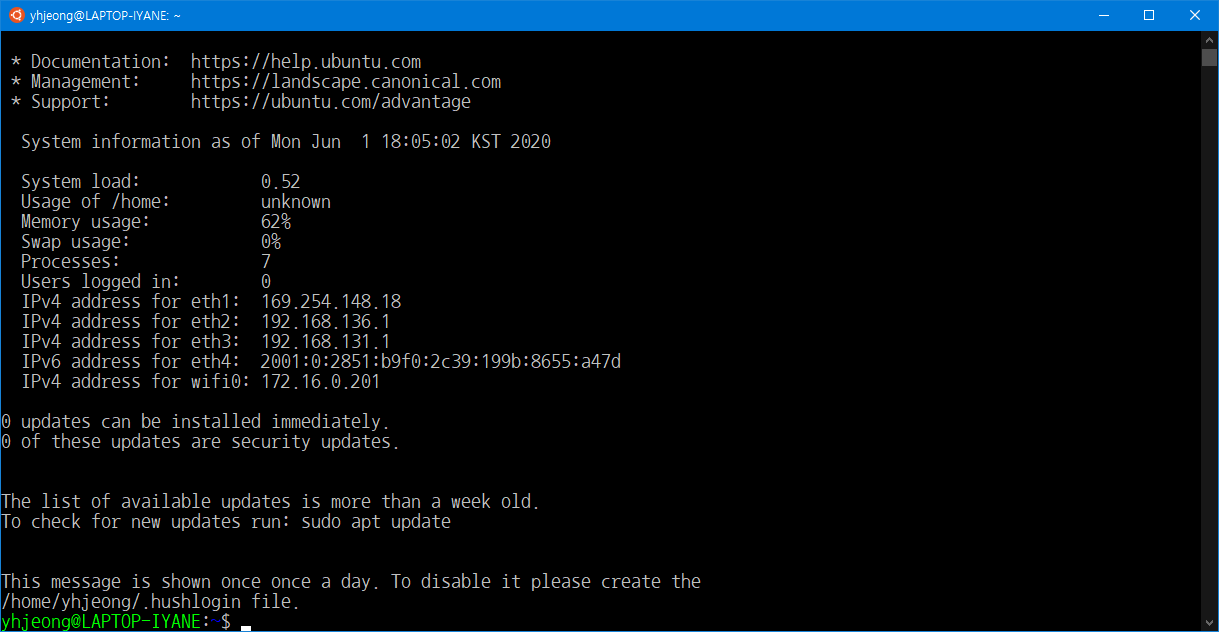 yhjeong@LAPTOP-IYANE: ~
* Documentation:  https://help.ubuntu.com
* Management:     https://landscape.canonical.com
* Support:        https://ubuntu.com/advantage
System information as of Mon Jun  1 18:05:02 KST 2020
System load:            0.52
Usage of /home:         unknown
Memory usage:           62%
Swap usage:             0%
Processes:              7
Users logged in:        0
IPv4 address for eth1:  169.254.148.18
IPv4 address for eth2:  192.168.136.1
IPv4 address for eth3:  192.168.131.1
IPv6 address for eth4:  2001:0:2851:b9f0:2c39:199b:8655:a47d
IPv4 address for wifi0: 172.16.0.201
0 updates can be installed immediately.
0 of these updates are security updates.
The list of available updates is more than a week old.
To check for new updates run: sudo apt update
This message is shown once once a day. To disable it please create the
/home/yhjeong/.hushlogin file.
yhjeong@LAPTOP-IYANE:~$